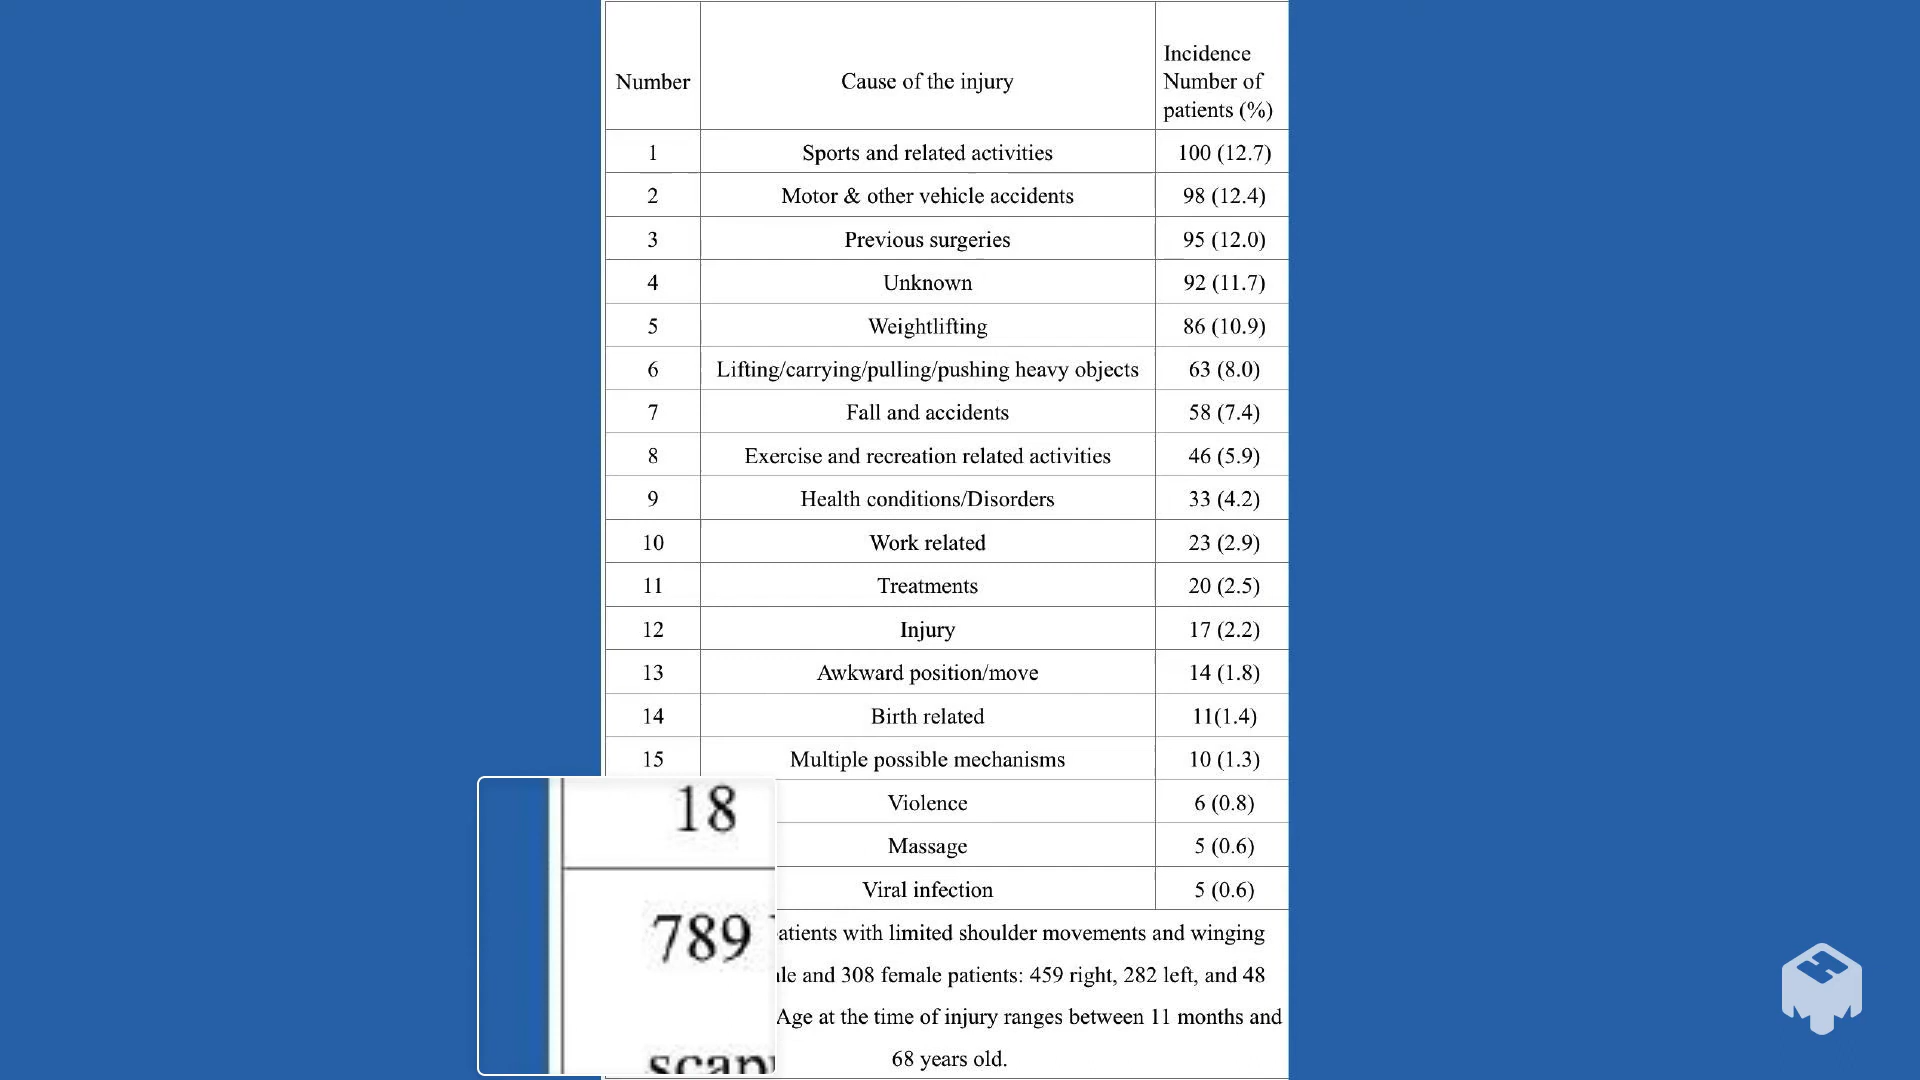 Number Cause of the injury Incidence
Number of
patients (%)
1 Sports and related activities 100 (12.7)
2 Motor & other vehicle accidents 98 (12.4)
3 Previous surgeries 95 (12.0)
4 Unknown 92 (11.7)
5 Weightlifting 86 (10.9)
6 Lifting/carrying/pulling/pushing heavy objects 63 (8.0)
7 Fall and accidents 58 (7.4)
8 Exercise and recreation related activities 46 (5.9)
9 Health conditions/Disorders 33 (4.2)
10 Work related 23 (2.9)
11 Treatments 20 (2.5)
12 Injury 17 (2.2)
13 Awkward position/move 14 (1.8)
14 Birth related 11(1.4)
15 Multiple possible mechanisms 10 (1.3)
Violence 6 (0.8)
Massage 5 (0.6)
18 Viral infection 5 (0.6)
789 with limited shoulder movements and winging
and 308 female patients: 459 right, 282 left, and 48
Age at the time of injury ranges between 11 months and
68 years old.